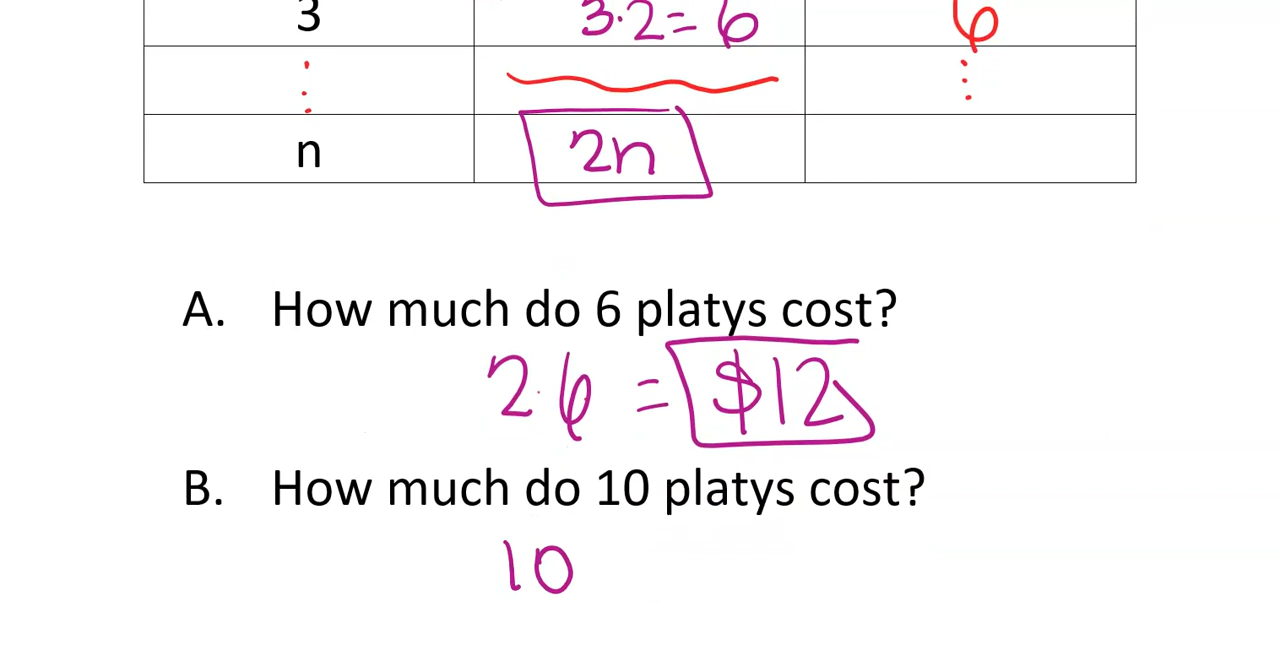 3 3·2=6 6
n 2n
A. How much do 6 platys cost?
2·6 = $12
B. How much do 10 platys cost?
10